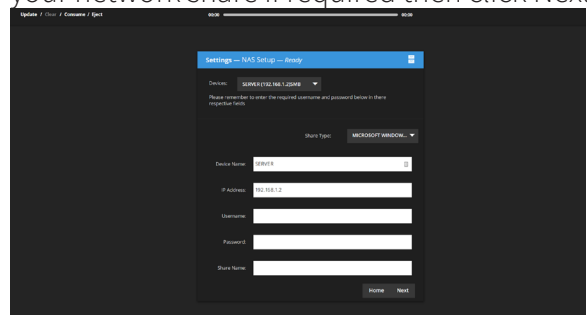 your network share if required then click Next.
Update / Clear / Consume / Eject
00:00
00:00
Settings — NAS Setup — Ready
Devices: SERVER (192.168.1.2)SMB
Please remember to enter the required username and password below in there
respective fields
Share Type: MICROSOFT WINDOW...
Device Name: SERVER
IP Address: 192.168.1.2
Username:
Password:
Share Name:
Home Next